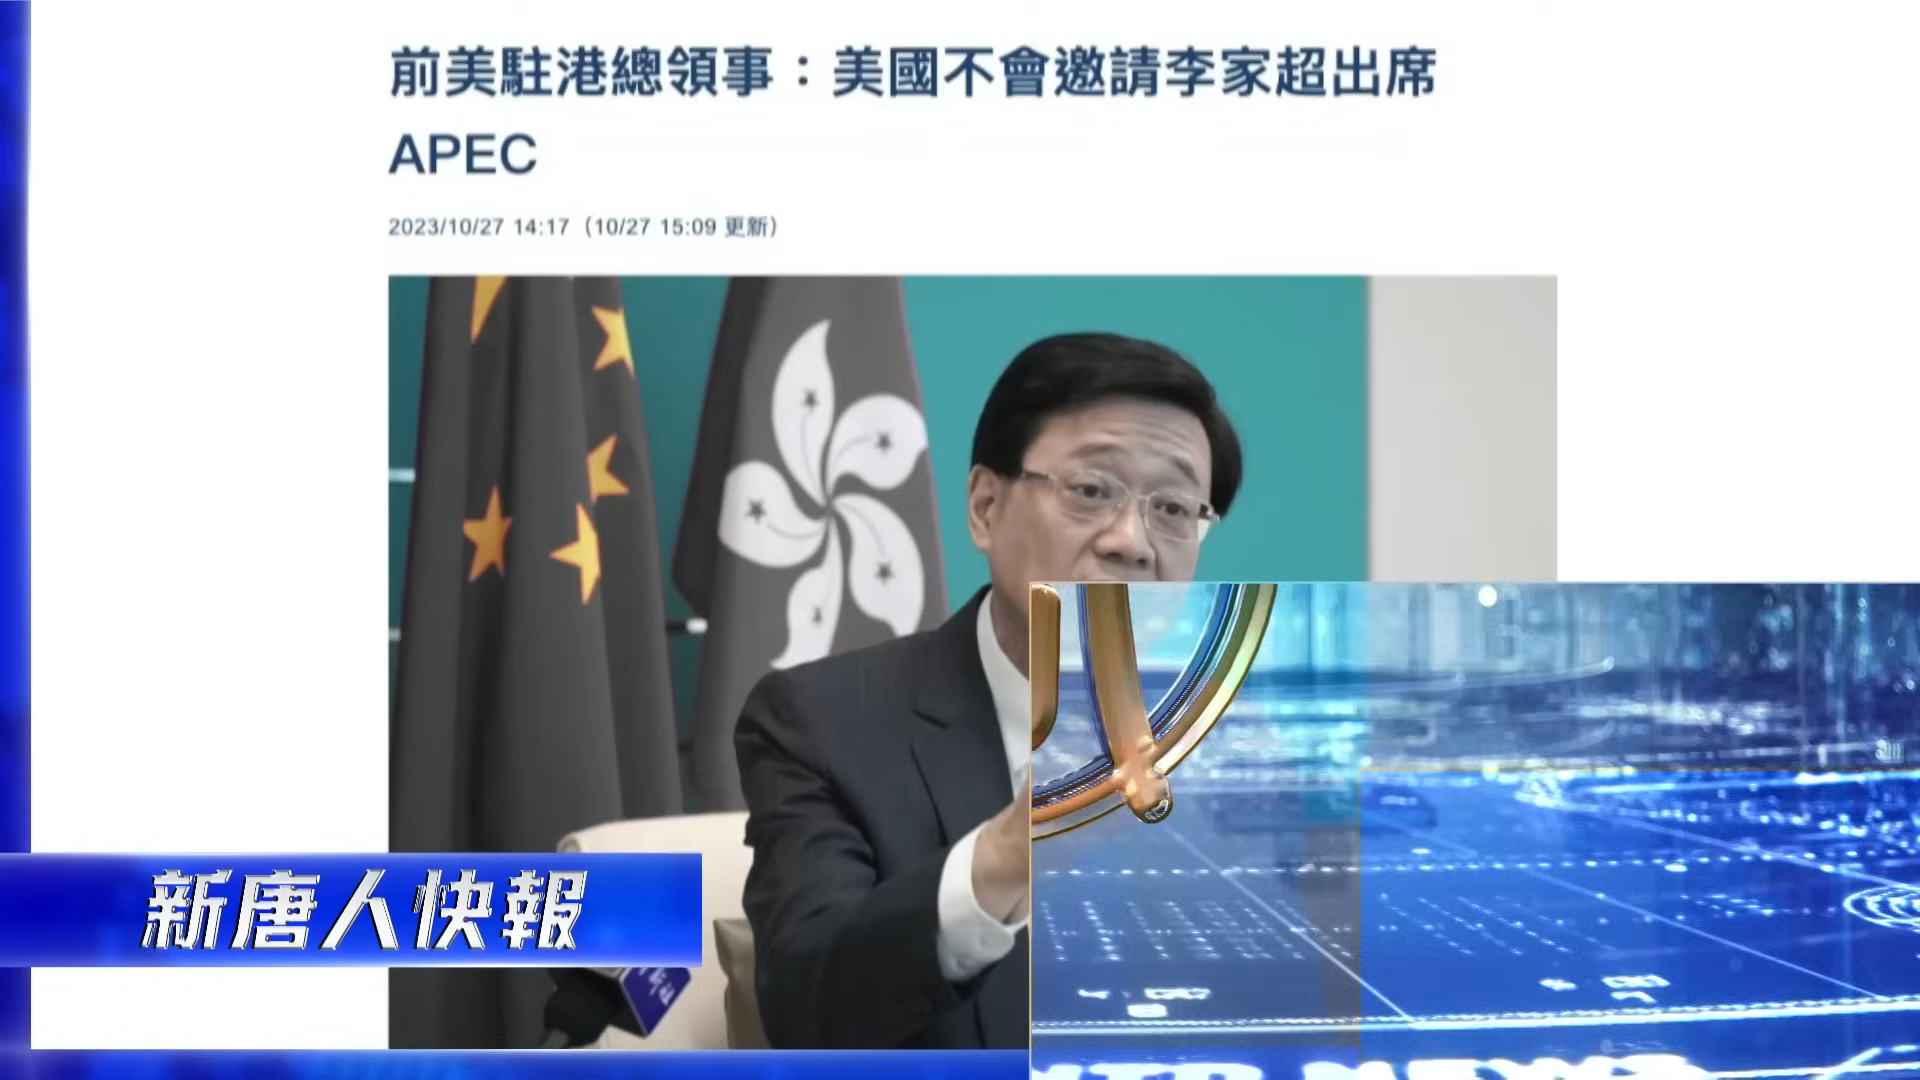 前美駐港總領事：美國不會邀請李家超出席
APEC
2023/10/27 14:17（10/27 15:09 更新）
新唐人快報